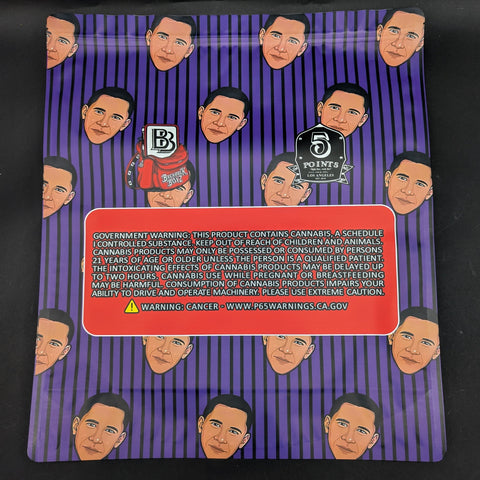 BB
BACKPACK
BOYZ
5
POINTS
LOS ANGELES
GOVERNMENT WARNING: THIS PRODUCT CONTAINS CANNABIS, A SCHEDULE
I CONTROLLED SUBSTANCE. KEEP OUT OF REACH OF CHILDREN AND ANIMALS.
CANNABIS PRODUCTS MAY ONLY BE POSSESSED OR CONSUMED BY PERSONS
21 YEARS OF AGE OR OLDER UNLESS THE PERSON IS A QUALIFIED PATIENT.
THE INTOXICATING EFFECTS OF CANNABIS PRODUCTS MAY BE DELAYED UP
TO TWO HOURS. CANNABIS USE WHILE PREGNANT OR BREASTFEEDING
MAY BE HARMFUL. CONSUMPTION OF CANNABIS PRODUCTS IMPAIRS YOUR
ABILITY TO DRIVE AND OPERATE MACHINERY. PLEASE USE EXTREME CAUTION.
WARNING: CANCER - WWW.P65WARNINGS.CA.GOV